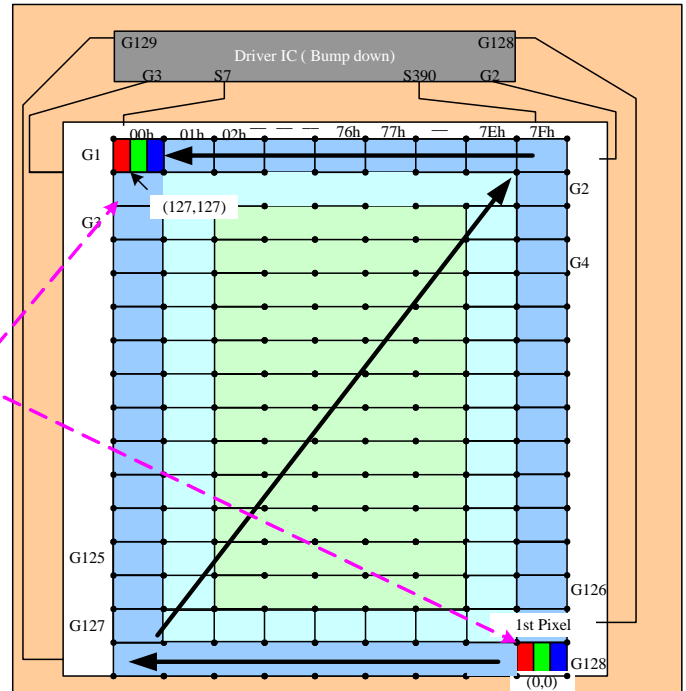 G129 G128
Driver IC ( Bump down)
G3 S7 S390 G2
00h 01h 02h — — — — 76h 77h — 7Eh 7Fh
G1
G2
(127,127)
G3
G4
G125
G126
1st Pixel
G127
G128
(0,0)